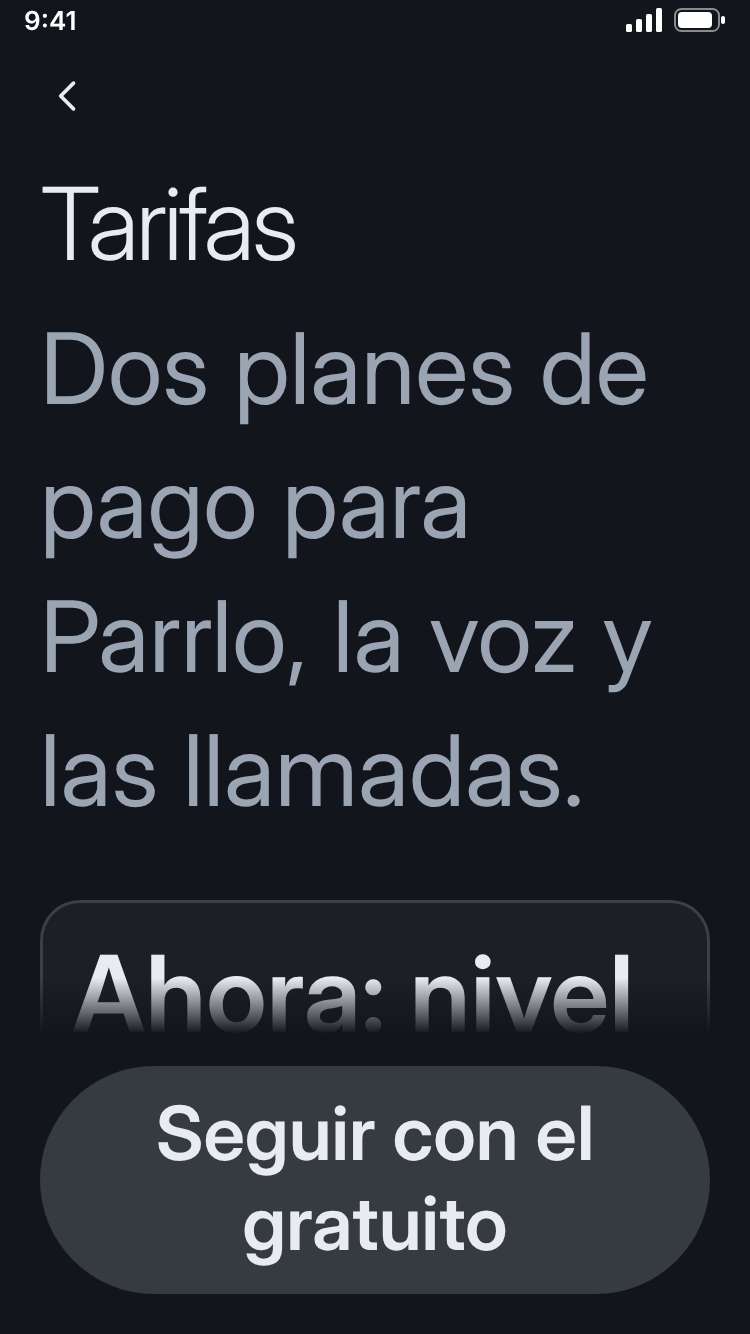 9:41
Tarifas
Dos planes de
pago para
Parrlo, la voz y
las llamadas.
Ahora: nivel
Seguir con el
gratuito